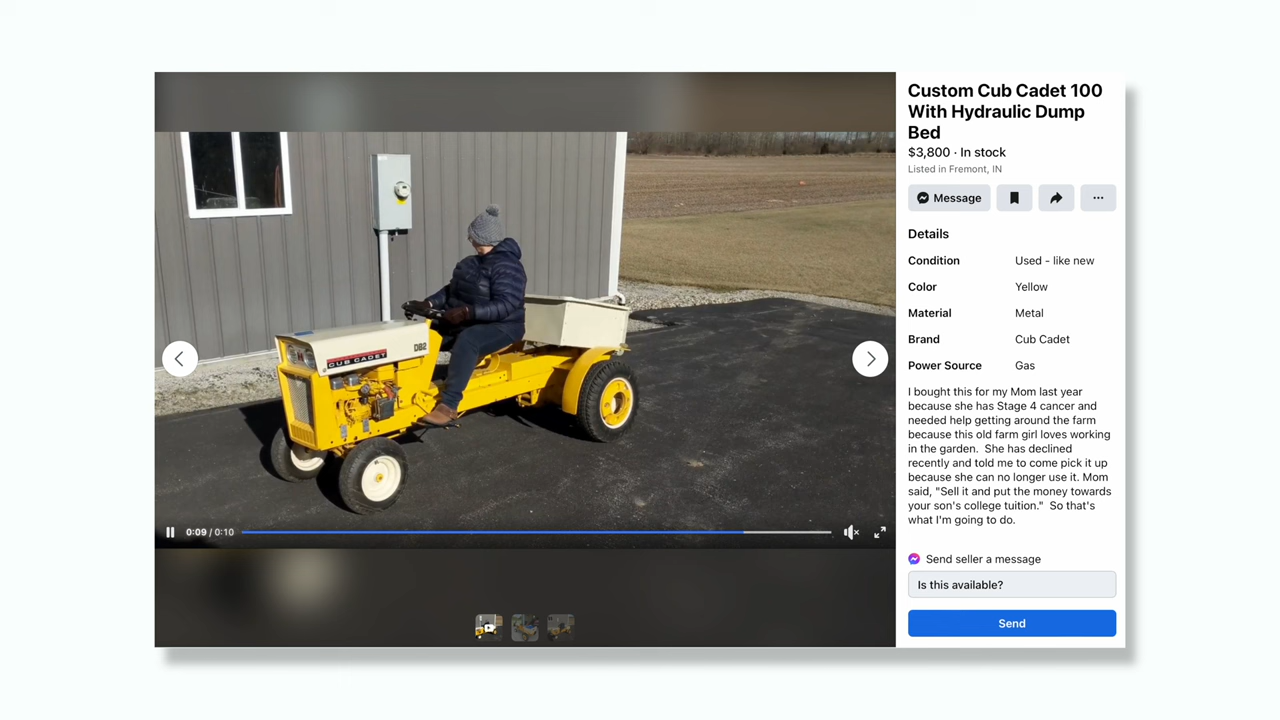 Custom Cub Cadet 100
With Hydraulic Dump
Bed
$3,800 · In stock
Listed in Fremont, IN
Message
Details
Condition Used - like new
Color Yellow
Material Metal
Brand Cub Cadet
Power Source Gas
I bought this for my Mom last year
because she has Stage 4 cancer and
needed help getting around the farm
because this old farm girl loves working
in the garden.  She has declined
recently and told me to come pick it up
because she can no longer use it. Mom
said, "Sell it and put the money towards
your son's college tuition."  So that's
what I'm going to do.
Send seller a message
Is this available?
Send
CUB CADET
DB2
0:09 / 0:10